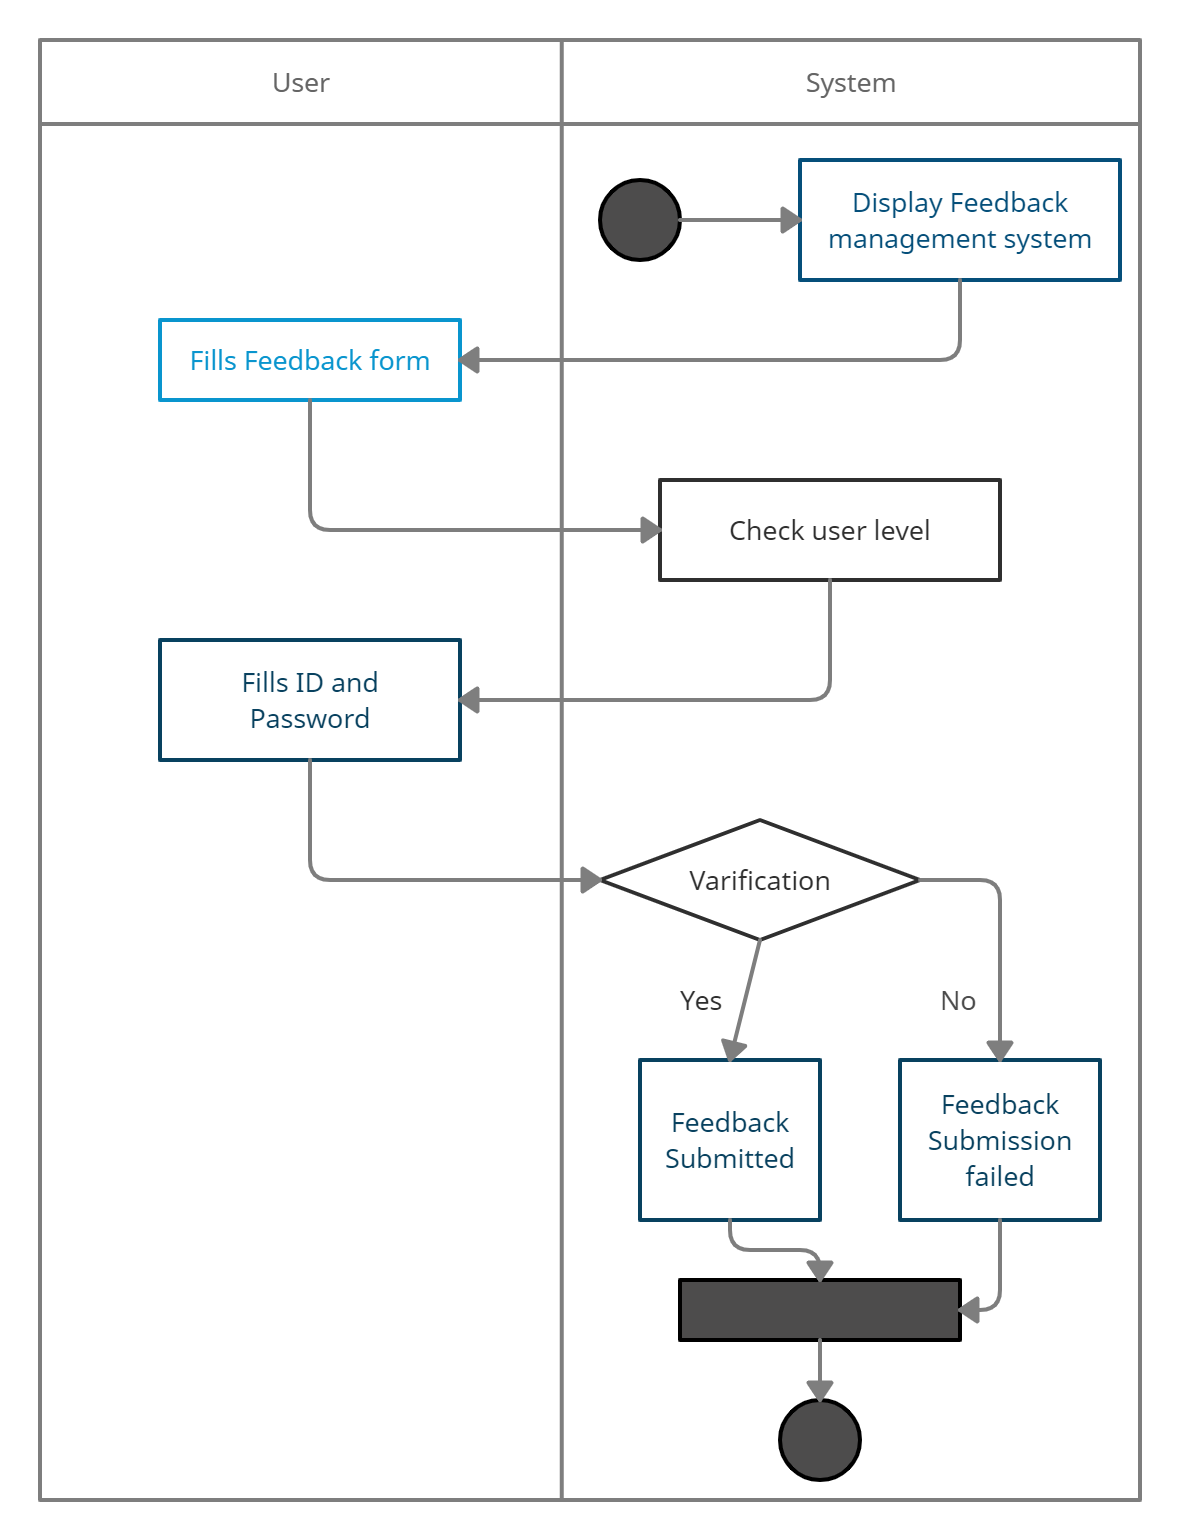 User
System
Display Feedback
management system
Fills Feedback form
Check user level
Fills ID and
Password
Varification
Yes
No
Feedback
Submitted
Feedback
Submission
failed